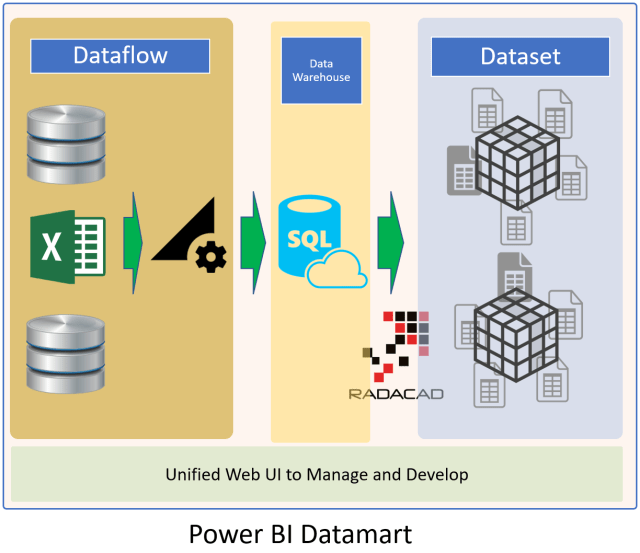 Dataflow
Data
Warehouse
Dataset
X
SQL
RADACAD
Unified Web UI to Manage and Develop
Power BI Datamart